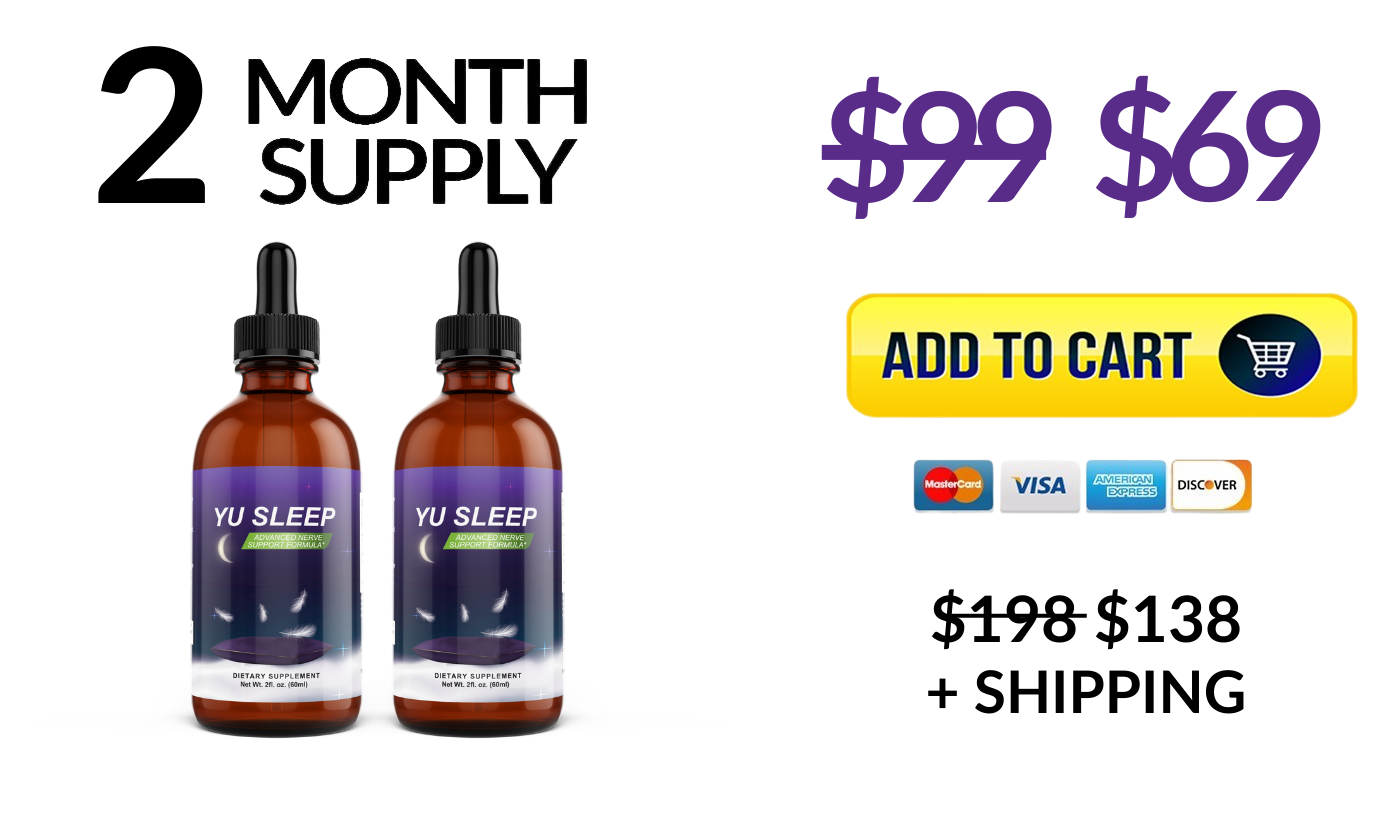 2 MONTH
SUPPLY
YU SLEEP
ADVANCED NERVE
SUPPORT FORMULA*
DIETARY SUPPLEMENT
Net Wt. 2fl. oz. (60ml)
YU SLEEP
ADVANCED NERVE
SUPPORT FORMULA*
DIETARY SUPPLEMENT
Net Wt. 2fl. oz. (60ml)
$99 $69
ADD TO CART
MasterCard VISA AMERICAN EXPRESS DISCOVER
$198 $138
+ SHIPPING